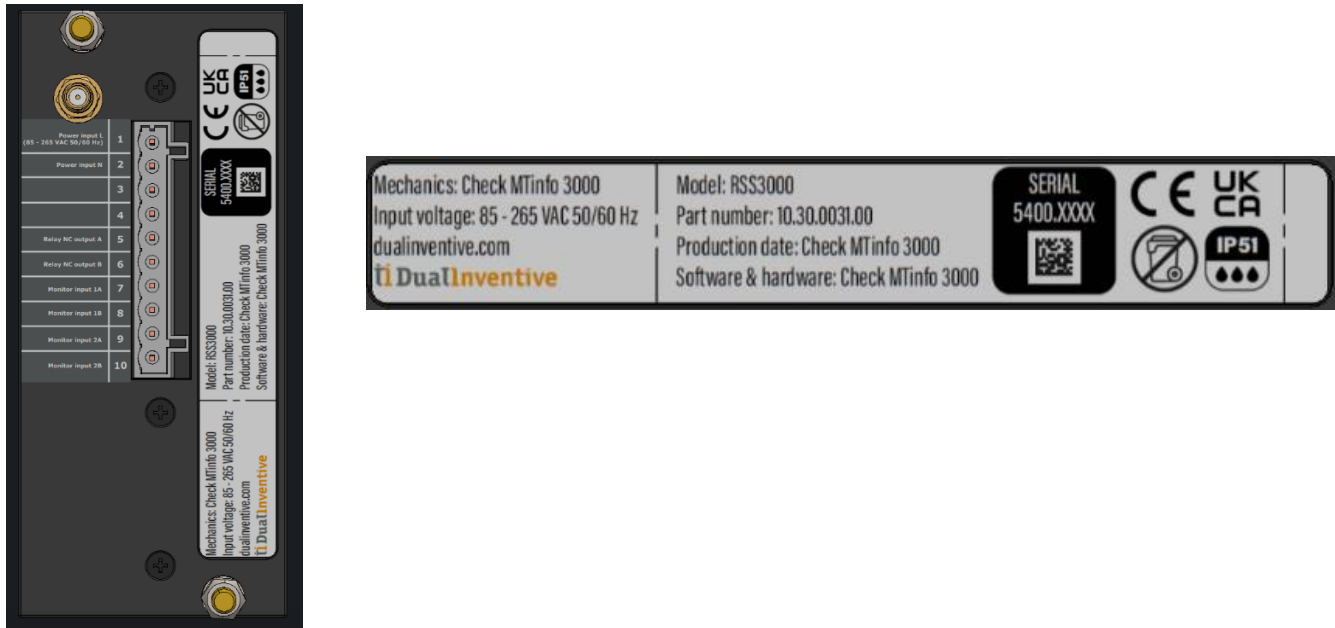 Power input L
(85 - 265 VAC 50/60 Hz)
1
Power input N
2
3
4
Relay NC output A
5
Relay NC output B
6
Monitor input 1A
7
Monitor input 1B
8
Monitor input 2A
9
Monitor input 2B
10
CE
UK
CA
IP51
SERIAL
5400.XXXX
Model: RSS3000
Part number: 10.30.0031.00
Production date: Check MTinfo 3000
Software & hardware: Check MTinfo 3000
Mechanics: Check MTinfo 3000
Input voltage: 85 - 265 VAC 50/60 Hz
dualinventive.com
DualInventive
Mechanics: Check MTinfo 3000
Input voltage: 85 - 265 VAC 50/60 Hz
dualinventive.com
DualInventive
Model: RSS3000
Part number: 10.30.0031.00
Production date: Check MTinfo 3000
Software & hardware: Check MTinfo 3000
SERIAL
5400.XXXX
CE
UK
CA
IP51